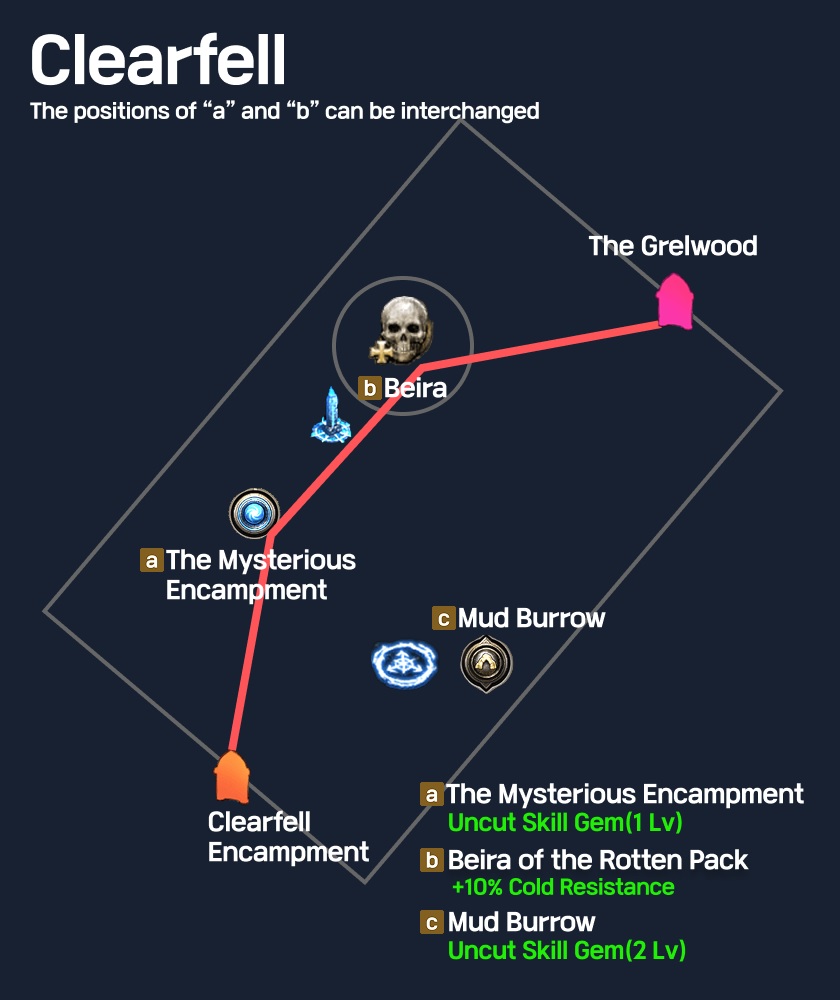 Clearfell
The positions of “a” and “b” can be interchanged
The Grelwood
b Beira
a The Mysterious
Encampment
c Mud Burrow
Clearfell
Encampment
a The Mysterious Encampment
Uncut Skill Gem(1 Lv)
b Beira of the Rotten Pack
+10% Cold Resistance
c Mud Burrow
Uncut Skill Gem(2 Lv)